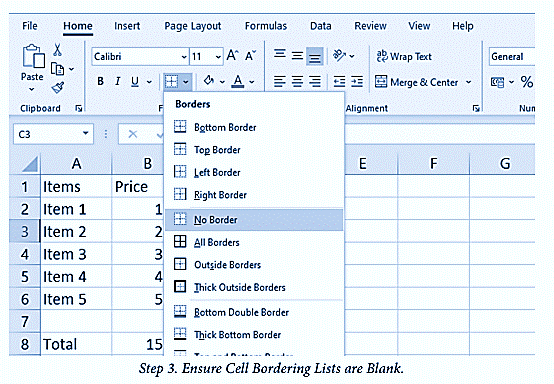 File Home Insert Page Layout Formulas Data Review View Help
Calibri 11 A^ Aˇ ab Wrap Text General
Paste B I U A Merge & Center %
Clipboard Alignment
Borders
C3
Bottom Border
Top Border
Left Border
Right Border
No Border
All Borders
Outside Borders
Thick Outside Borders
Bottom Double Border
Thick Bottom Border
A B E F G
1 Items Price
2 Item 1 1
3 Item 2 2
4 Item 3 3
5 Item 4 4
6 Item 5 5
7
8 Total 15
Step 3. Ensure Cell Bordering Lists are Blank.